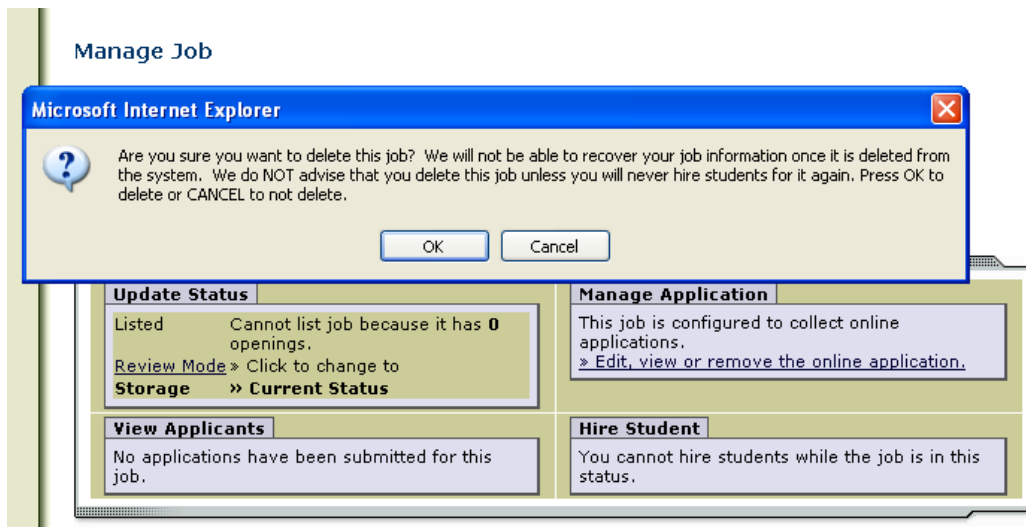 Manage Job
Microsoft Internet Explorer
Are you sure you want to delete this job? We will not be able to recover your job information once it is deleted from
the system. We do NOT advise that you delete this job unless you will never hire students for it again. Press OK to
delete or CANCEL to not delete.
OK Cancel
Update Status
Listed Cannot list job because it has 0
openings.
Review Mode » Click to change to
Storage » Current Status
Manage Application
This job is configured to collect online
applications.
» Edit, view or remove the online application.
View Applicants
No applications have been submitted for this
job.
Hire Student
You cannot hire students while the job is in this
status.